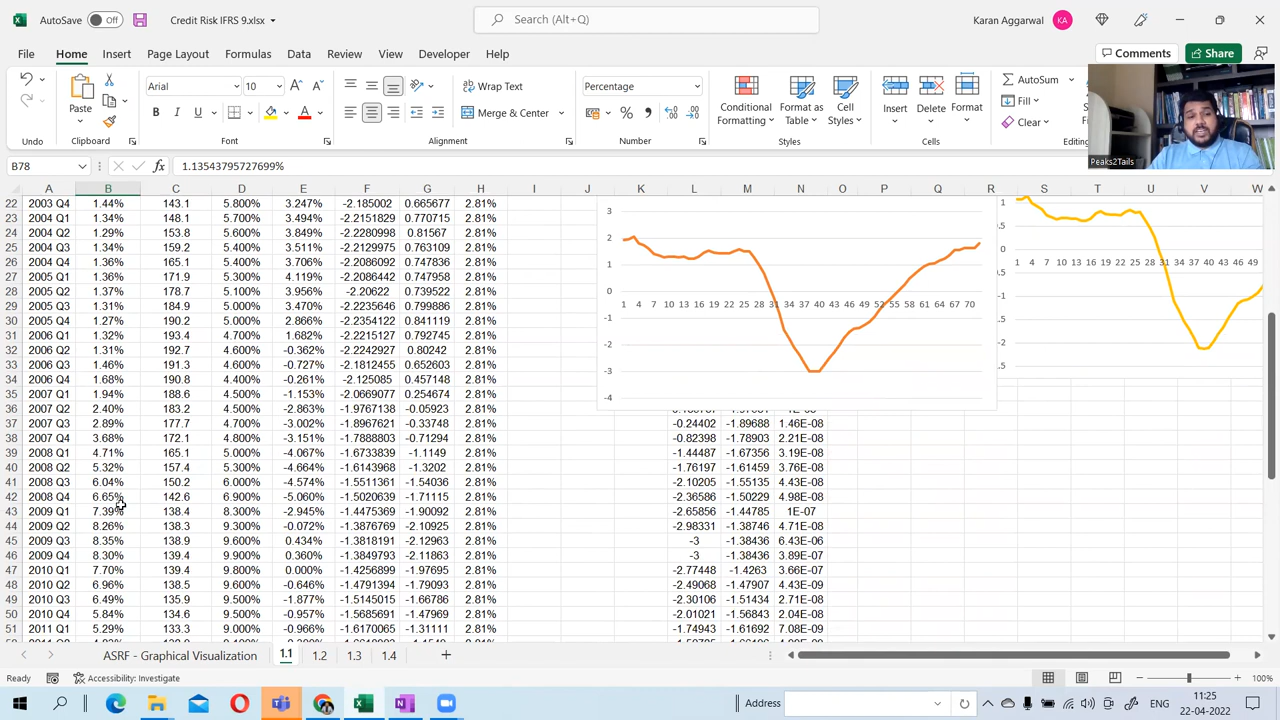 AutoSave Off Credit Risk IFRS 9.xlsx Search (Alt+Q) Karan Aggarwal KA
File Home Insert Page Layout Formulas Data Review View Developer Help Comments Share
Undo
Paste
Clipboard
Arial 10
B I U
Font
Wrap Text
Merge & Center
Alignment
Percentage
Number
Conditional Formatting
Format as Table
Cell Styles
Styles
Insert Delete Format
Cells
AutoSum
Fill
Clear
Editing
Peaks2Tails
B78 fx 1.13543795727699%
A B C D E F G H I J K L M N O P Q R S T U V W
22 2003 Q4 1.44% 143.1 5.800% 3.247% -2.185002 0.665677 2.81%
23 2004 Q1 1.34% 148.1 5.700% 3.494% -2.2151829 0.770715 2.81%
24 2004 Q2 1.29% 153.8 5.600% 3.849% -2.2280998 0.81567 2.81%
25 2004 Q3 1.34% 159.2 5.400% 3.511% -2.2129975 0.763109 2.81%
26 2004 Q4 1.36% 165.1 5.400% 3.706% -2.2086092 0.747836 2.81%
27 2005 Q1 1.36% 171.9 5.300% 4.119% -2.2086442 0.747958 2.81%
28 2005 Q2 1.37% 178.7 5.100% 3.956% -2.20622 0.739522 2.81%
29 2005 Q3 1.31% 184.9 5.000% 3.470% -2.2235646 0.799886 2.81%
30 2005 Q4 1.27% 190.2 5.000% 2.866% -2.2354122 0.841119 2.81%
31 2006 Q1 1.32% 193.4 4.700% 1.682% -2.2215127 0.792745 2.81%
32 2006 Q2 1.31% 192.7 4.600% -0.362% -2.2242927 0.80242 2.81%
33 2006 Q3 1.46% 191.3 4.600% -0.727% -2.1812455 0.652603 2.81%
34 2006 Q4 1.68% 190.8 4.400% -0.261% -2.125085 0.457148 2.81%
35 2007 Q1 1.94% 188.6 4.500% -1.153% -2.0669077 0.254674 2.81%
36 2007 Q2 2.40% 183.2 4.500% -2.863% -1.9767138 -0.05923 2.81%
37 2007 Q3 2.89% 177.7 4.700% -3.002% -1.8967621 -0.33748 2.81% -0.24402 -1.89688 1.46E-08
38 2007 Q4 3.68% 172.1 4.800% -3.151% -1.7888803 -0.71294 2.81% -0.82398 -1.78903 2.21E-08
39 2008 Q1 4.71% 165.1 5.000% -4.067% -1.6733839 -1.1149 2.81% -1.44487 -1.67356 3.19E-08
40 2008 Q2 5.32% 157.4 5.300% -4.664% -1.6143968 -1.3202 2.81% -1.76197 -1.61459 3.76E-08
41 2008 Q3 6.04% 150.2 6.000% -4.574% -1.5511361 -1.54036 2.81% -2.10205 -1.55135 4.43E-08
42 2008 Q4 6.65% 142.6 6.900% -5.060% -1.5020639 -1.71115 2.81% -2.36586 -1.50229 4.98E-08
43 2009 Q1 7.39% 138.4 8.300% -2.945% -1.4475369 -1.90092 2.81% -2.65856 -1.44785 1E-07
44 2009 Q2 8.26% 138.3 9.300% -0.072% -1.3876769 -2.10925 2.81% -2.98331 -1.38746 4.71E-08
45 2009 Q3 8.35% 138.9 9.600% 0.434% -1.3818191 -2.12963 2.81% -3 -1.38436 6.43E-06
46 2009 Q4 8.30% 139.4 9.900% 0.360% -1.3849793 -2.11863 2.81% -3 -1.38436 3.89E-07
47 2010 Q1 7.70% 139.4 9.800% 0.000% -1.4256899 -1.97695 2.81% -2.77448 -1.4263 3.66E-07
48 2010 Q2 6.96% 138.5 9.600% -0.646% -1.4791394 -1.79093 2.81% -2.49068 -1.47907 4.43E-09
49 2010 Q3 6.49% 135.9 9.500% -1.877% -1.5145015 -1.66786 2.81% -2.30106 -1.51434 2.71E-08
50 2010 Q4 5.84% 134.6 9.500% -0.957% -1.5685691 -1.47969 2.81% -2.01021 -1.56843 2.04E-08
51 2011 Q1 5.29% 133.3 9.000% -0.966% -1.6170065 -1.31111 2.81% -1.74943 -1.61692 7.08E-09
3
2
1
0
-1
-2
-3
-4
1 4 7 10 13 16 19 22 25 28 31 34 37 40 43 46 49 52 55 58 61 64 67 70
1 4 7 10 13 16 19 22 25 28 31 34 37 40 43 46 49
ASRF - Graphical Visualization 1.1 1.2 1.3 1.4
Ready Accessibility: Investigate 100%
Address ENG 11:25
22-04-2022